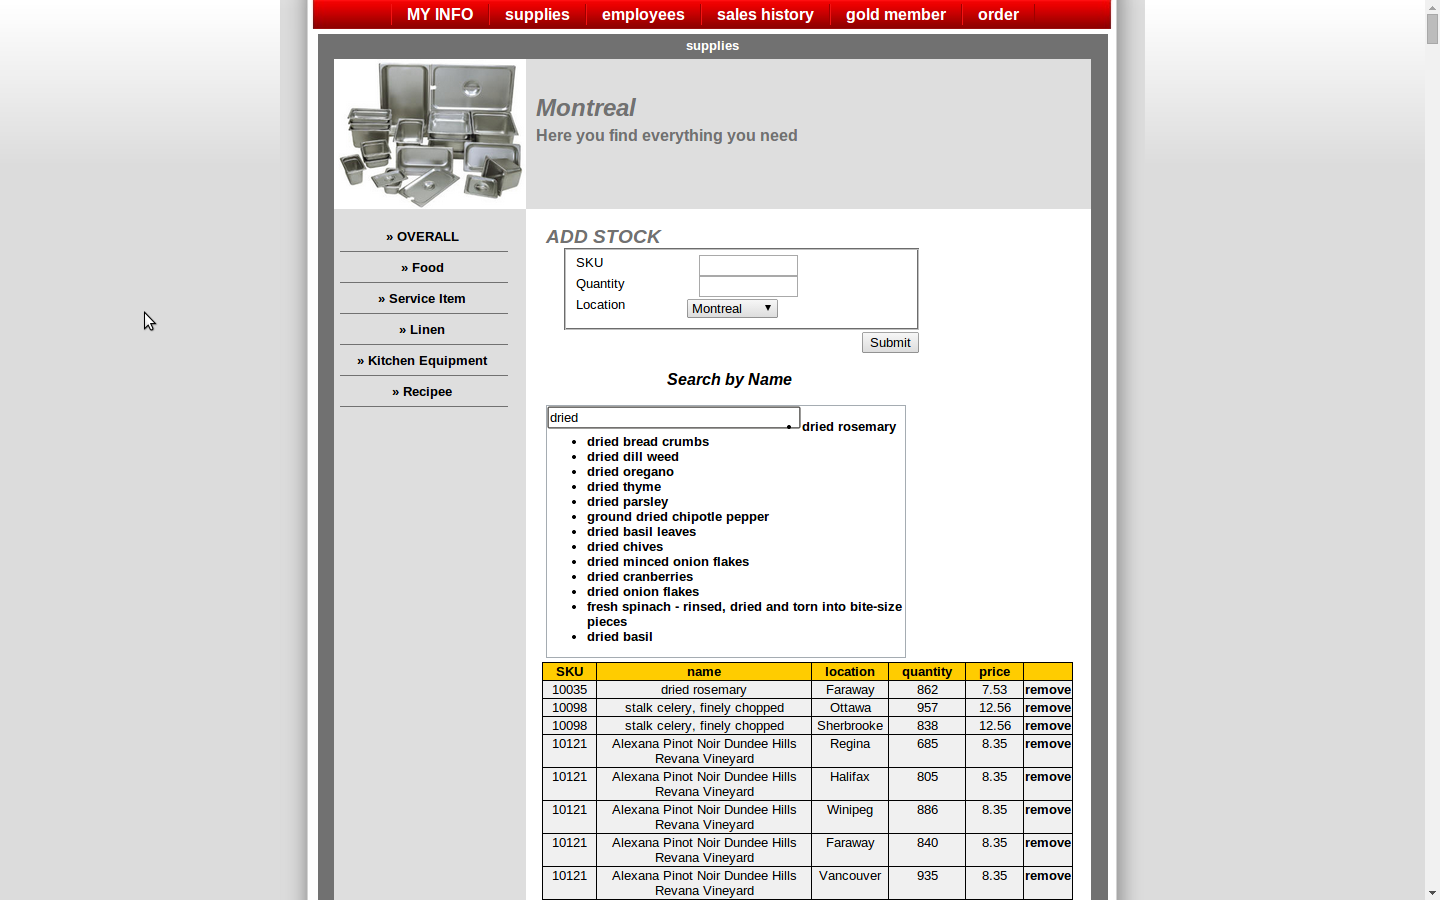 MY INFO supplies employees sales history gold member order
supplies
Montreal
Here you find everything you need
» OVERALL
» Food
» Service Item
» Linen
» Kitchen Equipment
» Recipee
ADD STOCK
SKU
Quantity
Location Montreal
Submit
Search by Name
dried
• dried rosemary
• dried bread crumbs
• dried dill weed
• dried oregano
• dried thyme
• dried parsley
• ground dried chipotle pepper
• dried basil leaves
• dried chives
• dried minced onion flakes
• dried cranberries
• dried onion flakes
• fresh spinach - rinsed, dried and torn into bite-size
pieces
• dried basil
SKU name location quantity price
10035 dried rosemary Faraway 862 7.53 remove
10098 stalk celery, finely chopped Ottawa 957 12.56 remove
10098 stalk celery, finely chopped Sherbrooke 838 12.56 remove
10121 Alexana Pinot Noir Dundee Hills Regina 685 8.35 remove
Revana Vineyard
10121 Alexana Pinot Noir Dundee Hills Halifax 805 8.35 remove
Revana Vineyard
10121 Alexana Pinot Noir Dundee Hills Winipeg 886 8.35 remove
Revana Vineyard
10121 Alexana Pinot Noir Dundee Hills Faraway 840 8.35 remove
Revana Vineyard
10121 Alexana Pinot Noir Dundee Hills Vancouver 935 8.35 remove
Revana Vineyard